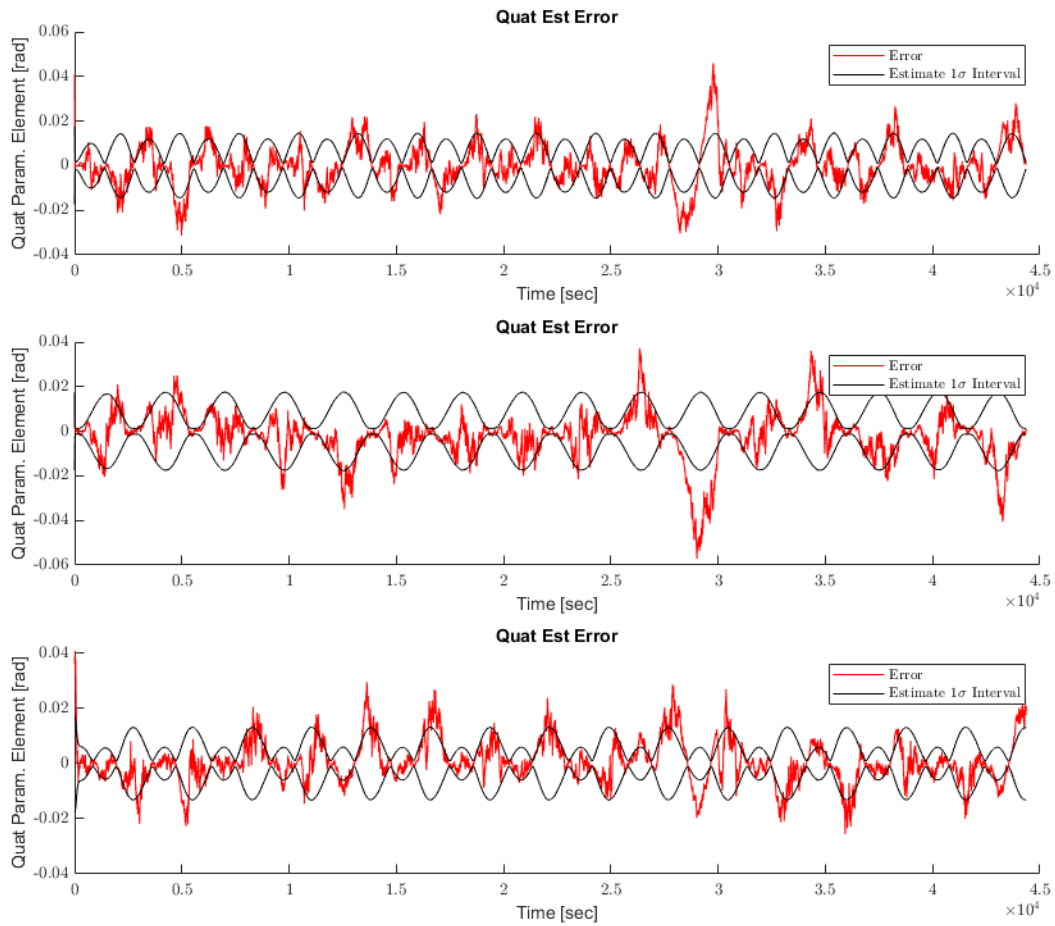 Quat Est Error
Quat Param. Element [rad]
0.06
0.04
0.02
0
-0.02
-0.04
Error
Estimate 1σ Interval
0 0.5 1 1.5 2 2.5 3 3.5 4 4.5
×10⁴
Time [sec]
Quat Est Error
Quat Param. Element [rad]
0.04
0.02
0
-0.02
-0.04
-0.06
Error
Estimate 1σ Interval
0 0.5 1 1.5 2 2.5 3 3.5 4 4.5
×10⁴
Time [sec]
Quat Est Error
Quat Param. Element [rad]
0.04
0.02
0
-0.02
-0.04
Error
Estimate 1σ Interval
0 0.5 1 1.5 2 2.5 3 3.5 4 4.5
×10⁴
Time [sec]